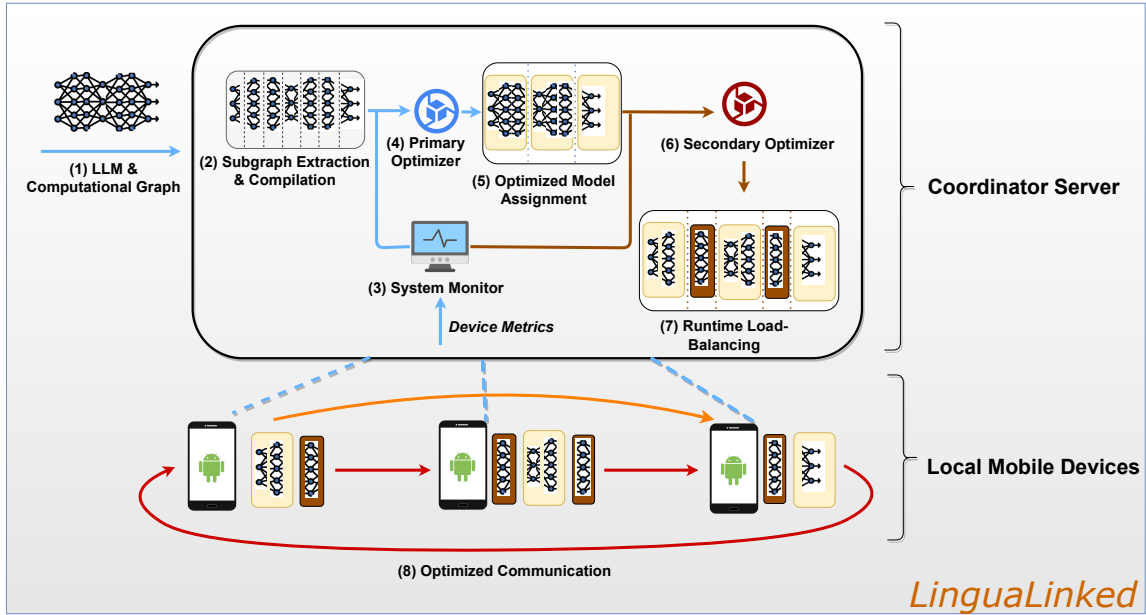 (1) LLM &
Computational Graph
(2) Subgraph Extraction
& Compilation
(4) Primary
Optimizer
(5) Optimized Model
Assignment
(6) Secondary Optimizer
(3) System Monitor
Device Metrics
(7) Runtime Load-
Balancing
Coordinator Server
Local Mobile Devices
(8) Optimized Communication
LinguaLinked